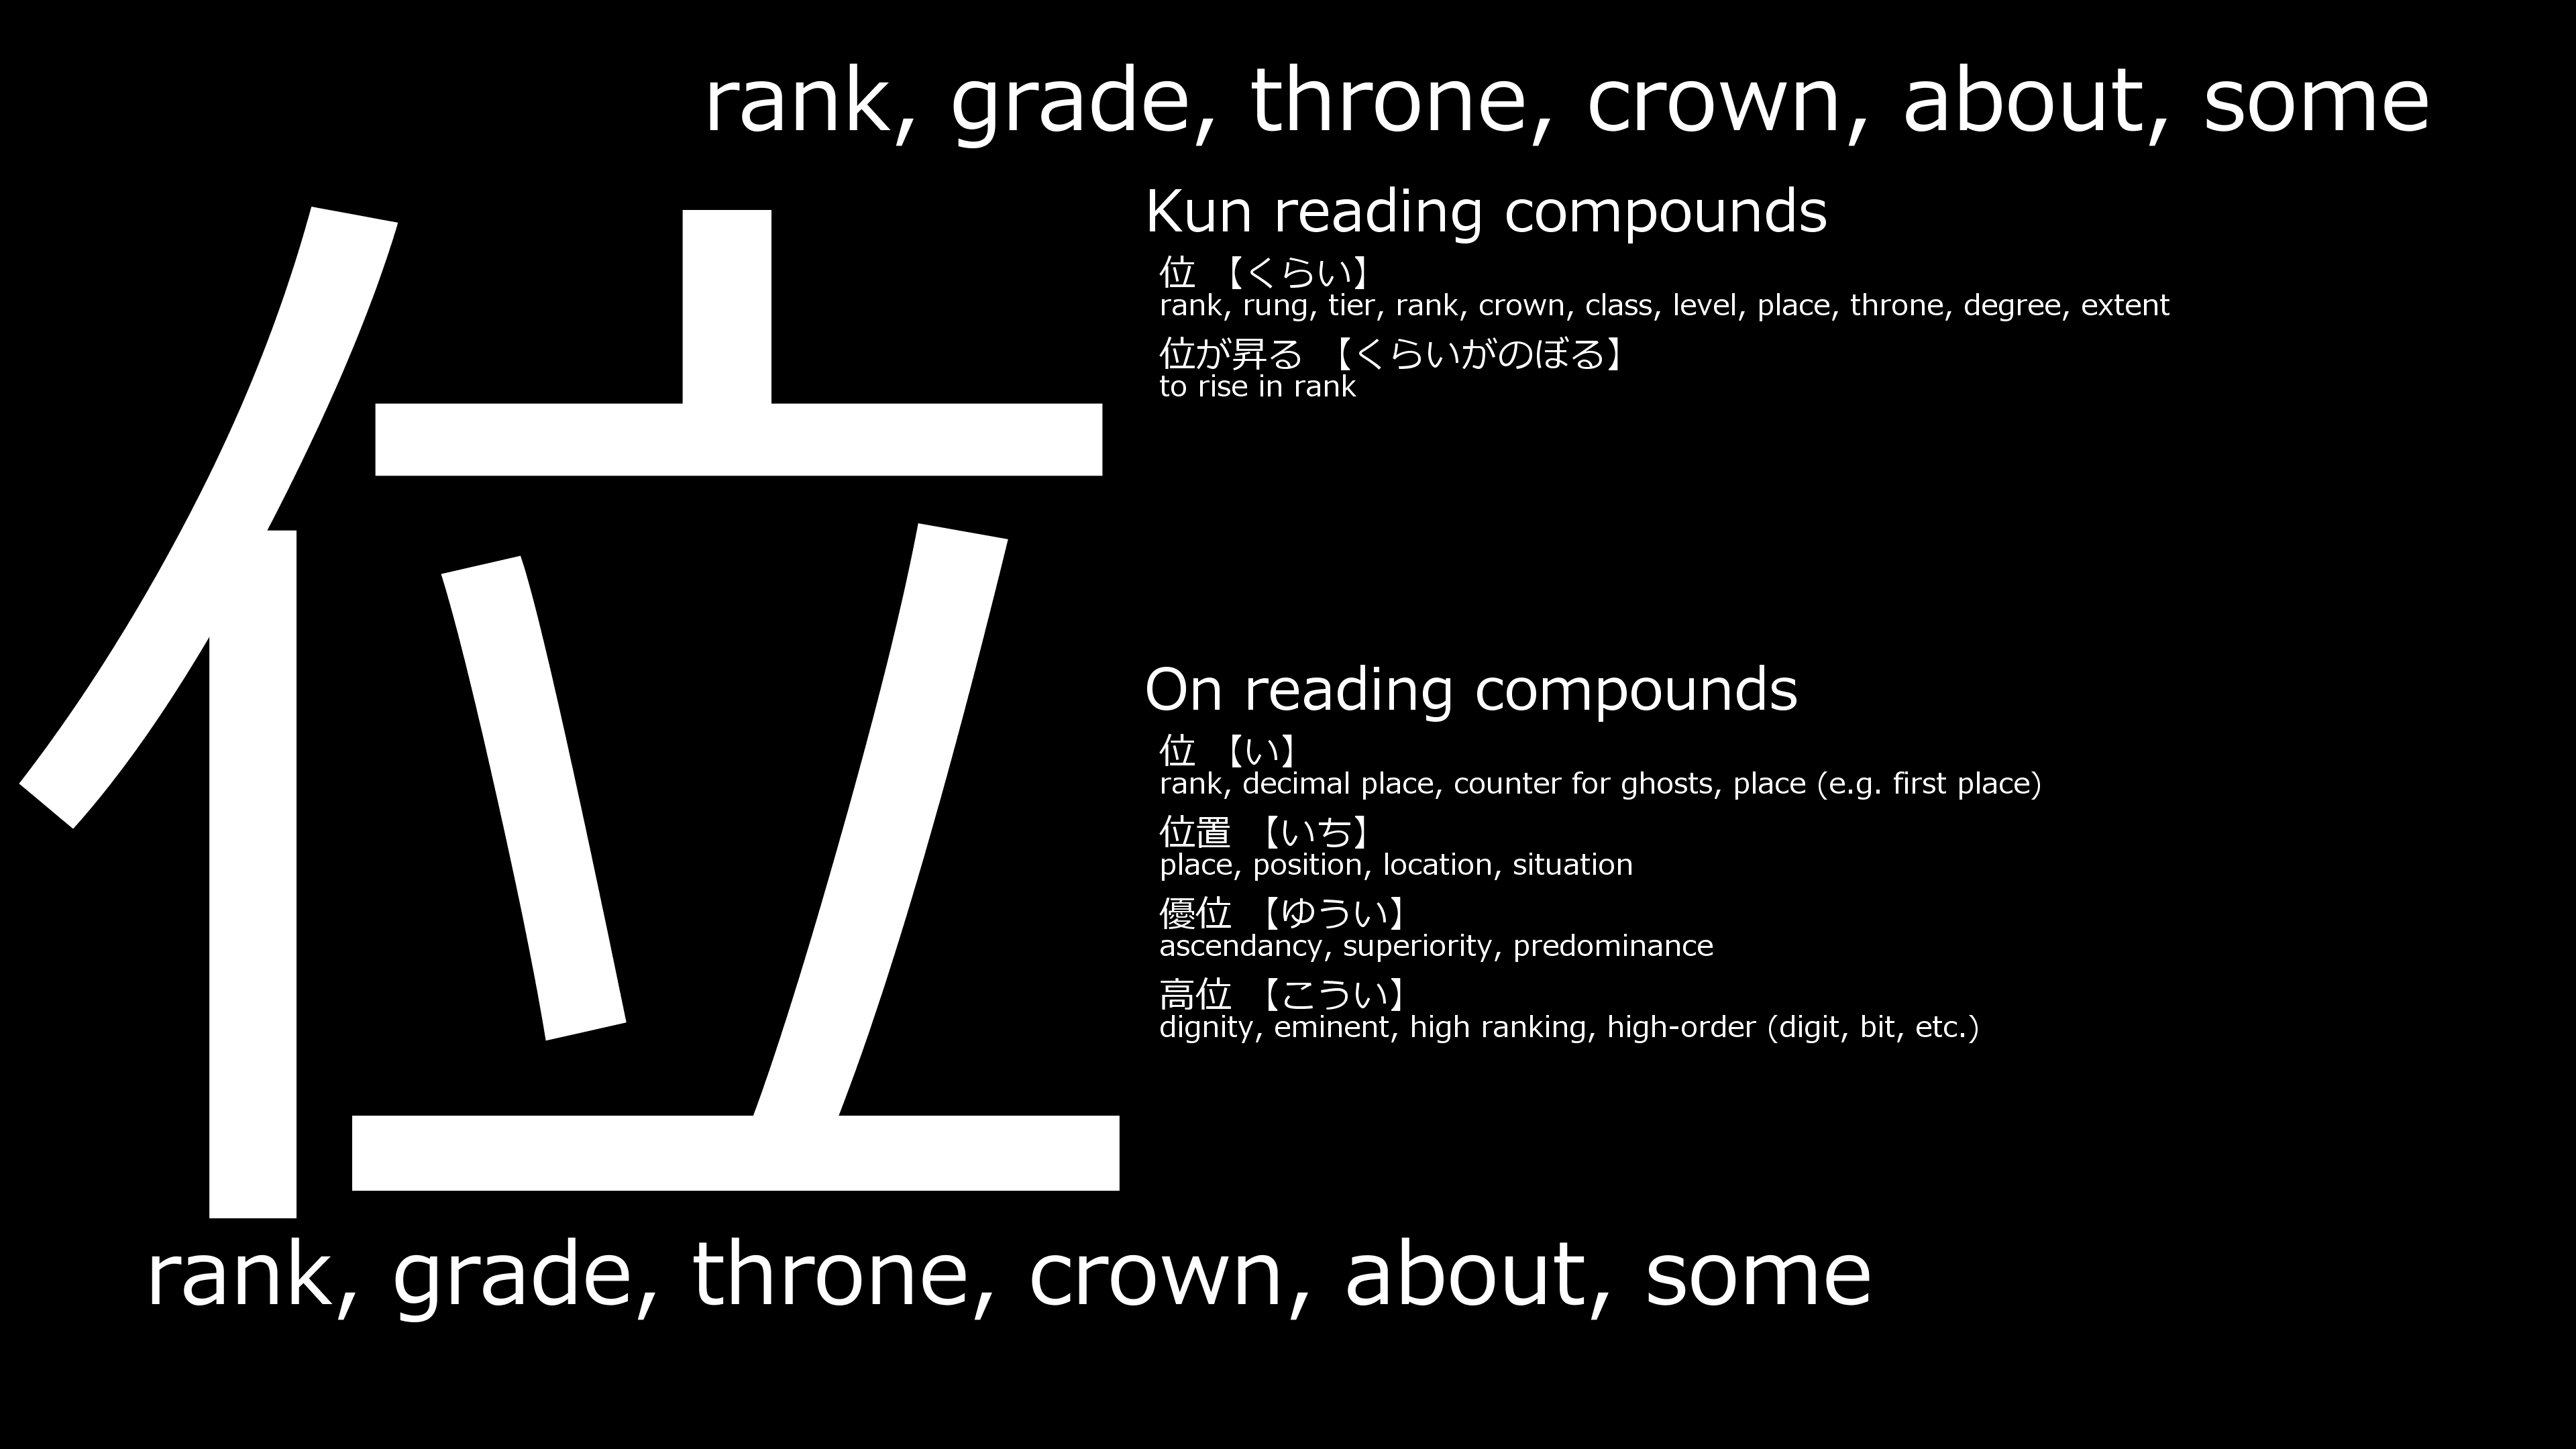 rank, grade, throne, crown, about, some
位
Kun reading compounds
位 【くらい】
rank, rung, tier, rank, crown, class, level, place, throne, degree, extent
位が昇る 【くらいがのぼる】
to rise in rank
On reading compounds
位 【い】
rank, decimal place, counter for ghosts, place (e.g. first place)
位置 【いち】
place, position, location, situation
優位 【ゆうい】
ascendancy, superiority, predominance
高位 【こうい】
dignity, eminent, high ranking, high-order (digit, bit, etc.)
rank, grade, throne, crown, about, some